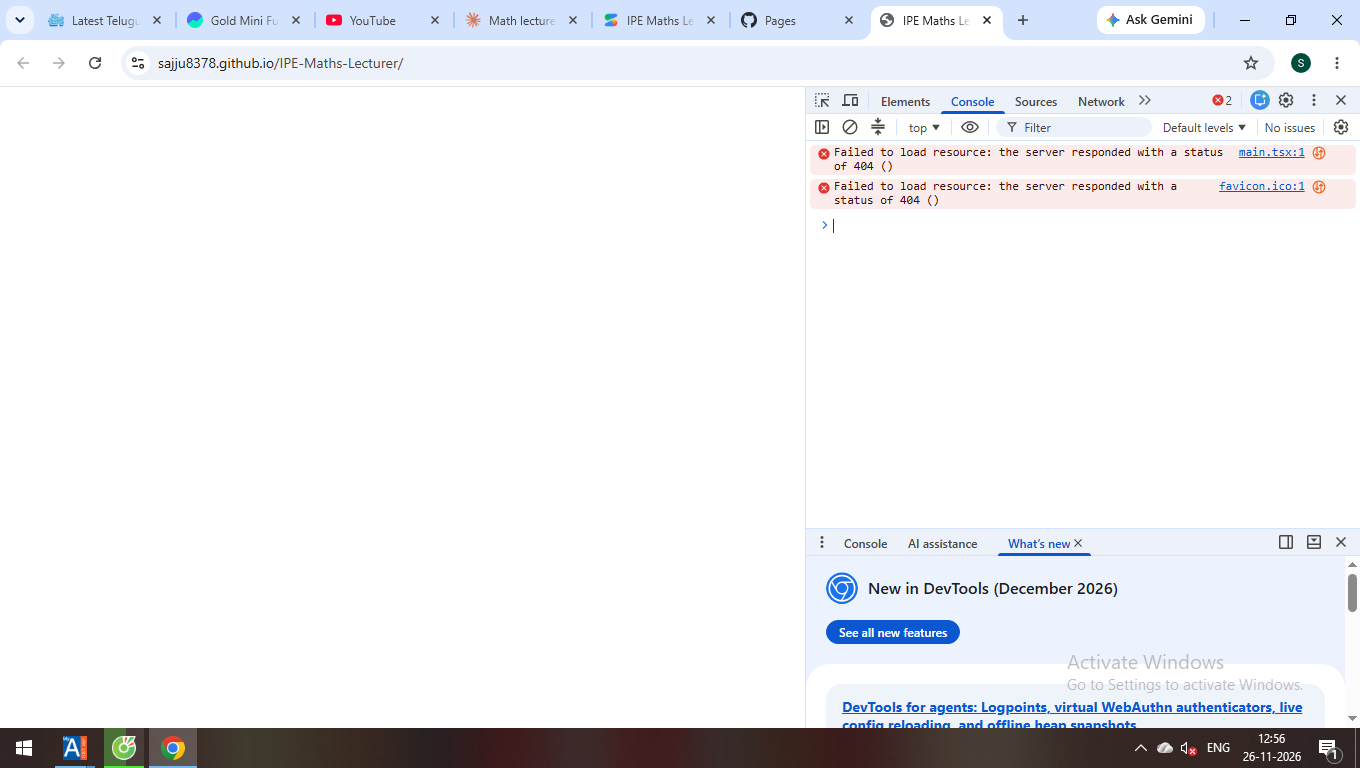 Latest Telugu
Gold Mini Fu
YouTube
Math lecture
IPE Maths Le
Pages
IPE Maths Le
Ask Gemini
sajju8378.github.io/IPE-Maths-Lecturer/
S
Elements
Console
Sources
Network
2
top
Filter
Default levels
No issues
Failed to load resource: the server responded with a status main.tsx:1
of 404 ()
Failed to load resource: the server responded with a favicon.ico:1
status of 404 ()
Console
AI assistance
What's new
New in DevTools (December 2026)
See all new features
Activate Windows
Go to Settings to activate Windows.
DevTools for agents: Logpoints, virtual WebAuthn authenticators, live
config reloading, and offline heap snapshots
ENG
12:56
26-11-2026
1